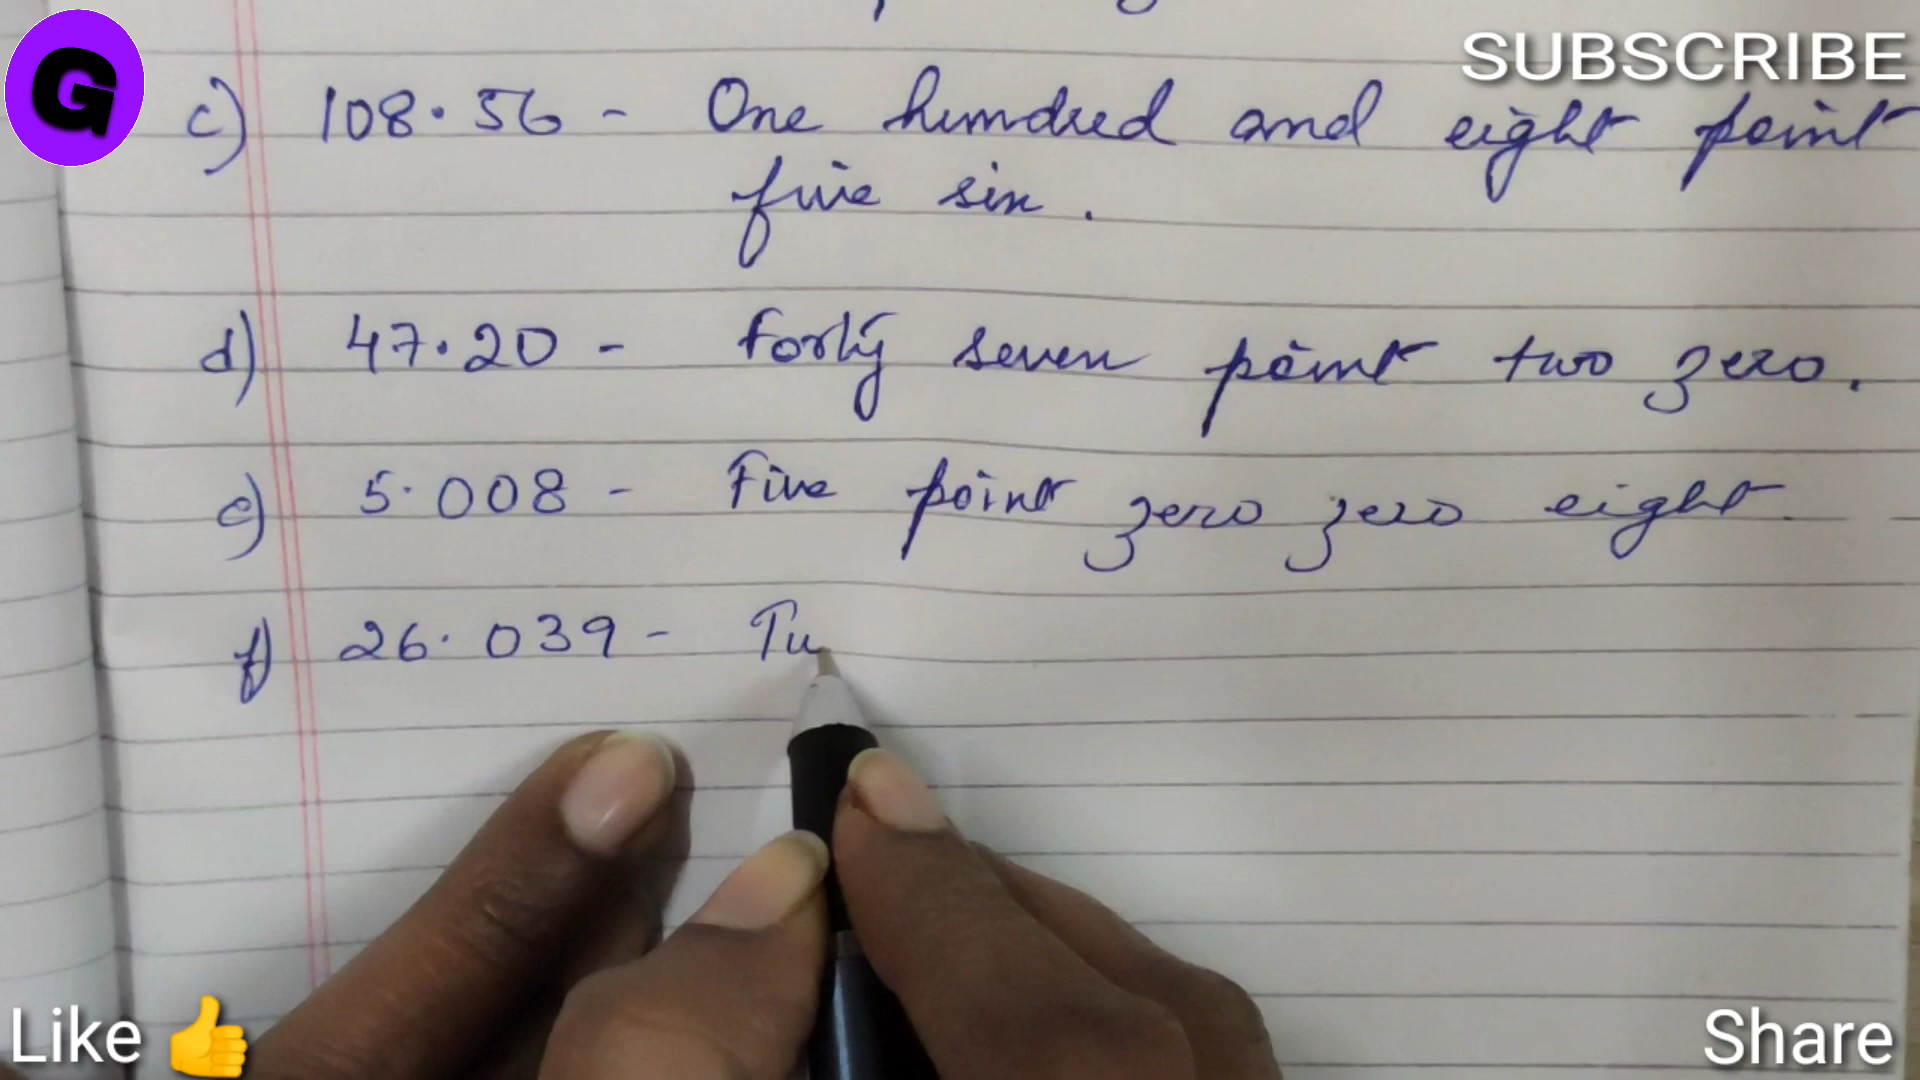 G
SUBSCRIBE
c) 108.56 - One hundred and eight point
five six.
d) 47.20 - Forty seven point two zero.
e) 5.008 - Five point zero zero eight.
f) 26.039 - Tw
Like 👍
Share